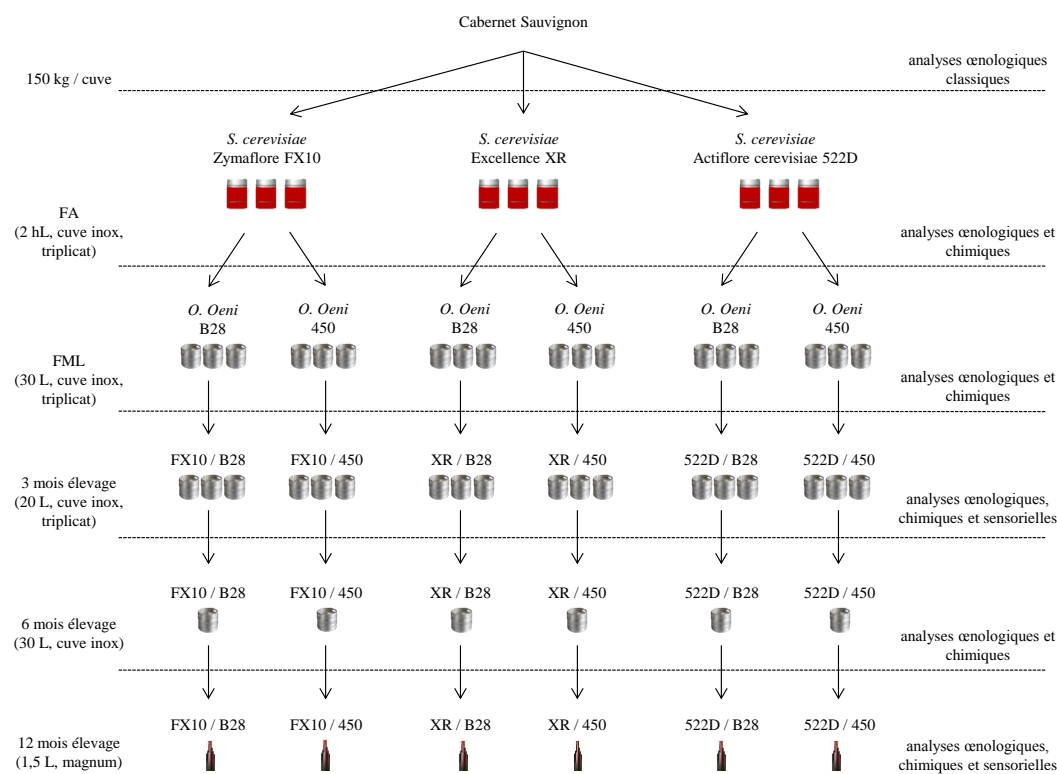 Cabernet Sauvignon
150 kg / cuve
analyses œnologiques
classiques
S. cerevisiae
Zymaflore FX10
S. cerevisiae
Excellence XR
S. cerevisiae
Actiflore cerevisiae 522D
FA
(2 hL, cuve inox,
triplicat)
analyses œnologiques et
chimiques
O. Oeni
B28
O. Oeni
450
O. Oeni
B28
O. Oeni
450
O. Oeni
B28
O. Oeni
450
FML
(30 L, cuve inox,
triplicat)
analyses œnologiques et
chimiques
FX10 / B28
FX10 / 450
XR / B28
XR / 450
522D / B28
522D / 450
3 mois élevage
(20 L, cuve inox,
triplicat)
analyses œnologiques,
chimiques et sensorielles
FX10 / B28
FX10 / 450
XR / B28
XR / 450
522D / B28
522D / 450
6 mois élevage
(30 L, cuve inox)
analyses œnologiques et
chimiques
FX10 / B28
FX10 / 450
XR / B28
XR / 450
522D / B28
522D / 450
12 mois élevage
(1,5 L, magnum)
analyses œnologiques,
chimiques et sensorielles